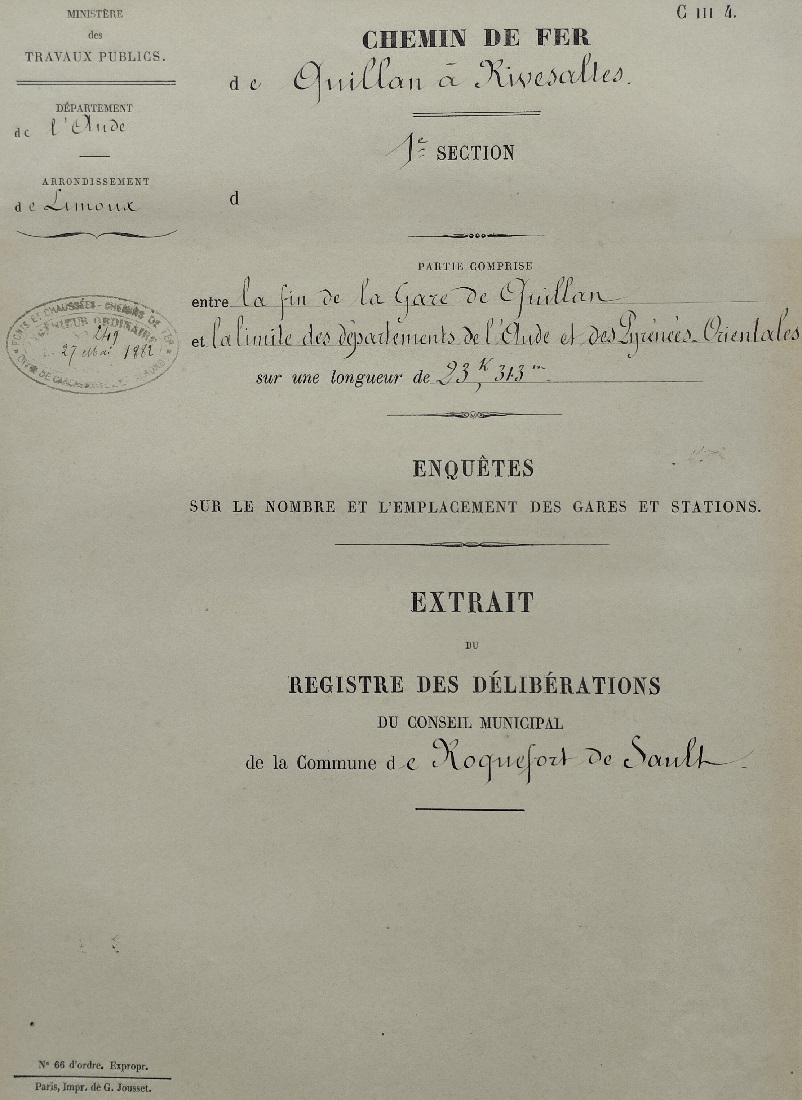 MINISTÈRE
des
TRAVAUX PUBLICS.
DÉPARTEMENT
de l'Aude
ARRONDISSEMENT
de Limoux
C III 4.
CHEMIN DE FER
de Quillan à Rivesaltes.
1e SECTION
d
PARTIE COMPRISE
entre la fin de la Gare de Quillan
et la limite des départements de l'Aude et des Pyrénées-Orientales
sur une longueur de 23k, 313m
PONTS ET CHAUSSÉES - CHEMINS DE FER
INGÉNIEUR ORDINAIRE
249
27 Mai 1882
ENQUÊTES
SUR LE NOMBRE ET L'EMPLACEMENT DES GARES ET STATIONS.
EXTRAIT
DU
REGISTRE DES DÉLIBÉRATIONS
DU CONSEIL MUNICIPAL
de la Commune de Roquefort de Sault
N° 66 d'ordre. Expropr.
Paris, Impr. de G. Jousset.